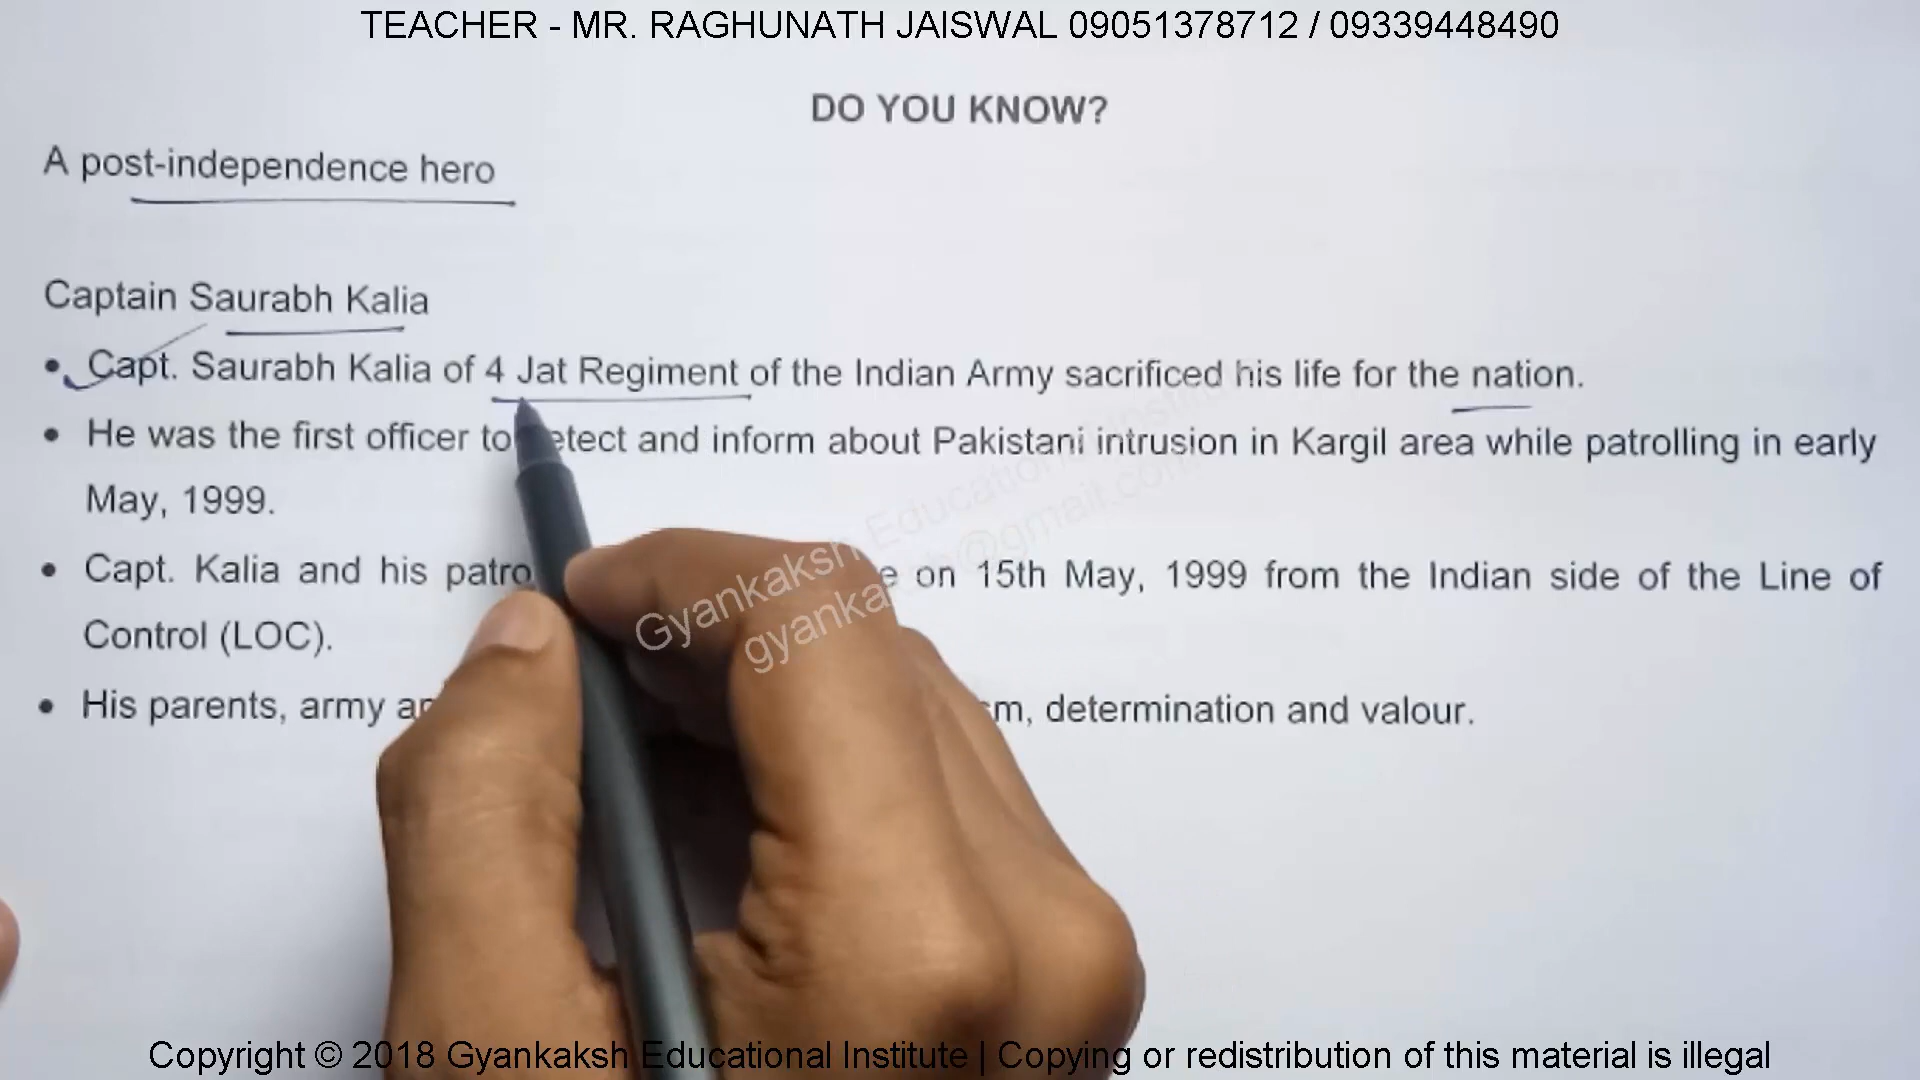 TEACHER - MR. RAGHUNATH JAISWAL 09051378712 / 09339448490
DO YOU KNOW?
A post-independence hero
Captain Saurabh Kalia
• Capt. Saurabh Kalia of 4 Jat Regiment of the Indian Army sacrificed his life for the nation.
• He was the first officer to detect and inform about Pakistani intrusion in Kargil area while patrolling in early
May, 1999.
• Capt. Kalia and his on 15th May, 1999 from the Indian side of the Line of
Control (LOC).
• His parents, army determination and valour.
Gyankaksh Educational Institute
gyankaksh@gmail.com
Copyright © 2018 Gyankaksh Educational Institute | Copying or redistribution of this material is illegal